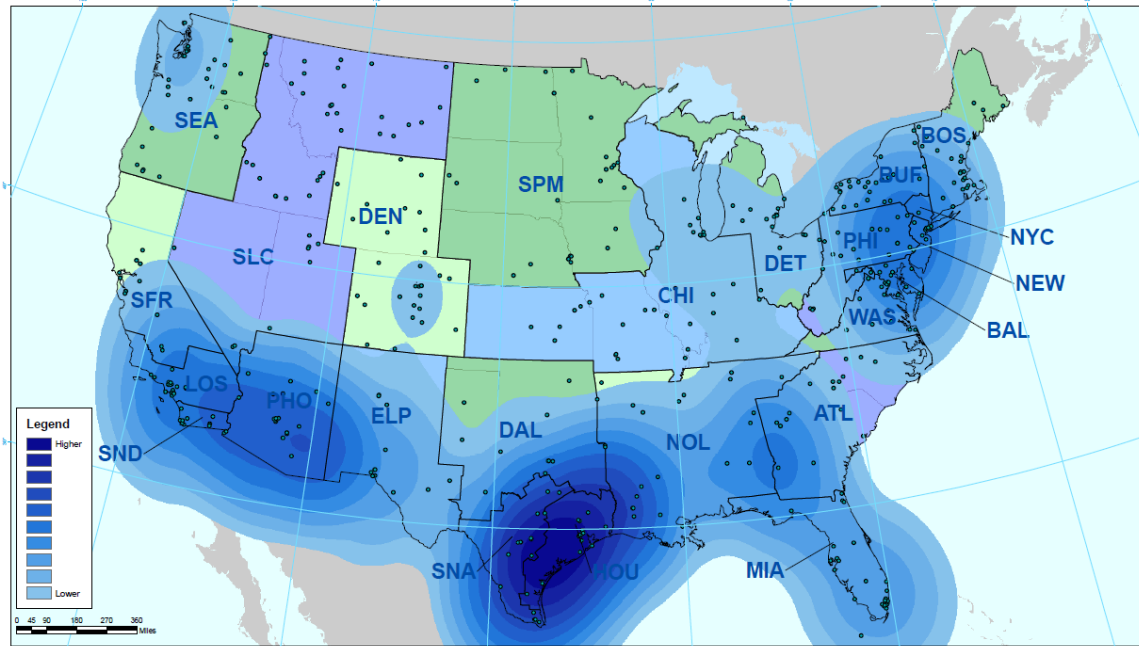 SEA
BOS
BUF
SPM
DEN
NYC
PHI
SLC
DET
NEW
SFR
CHI
WAS
BAL
LOS
PHO
ELP
ATL
DAL
NOL
SND
Legend
Higher
Lower
SNA
HOU
MIA
0 45 90 180 270 360
Miles